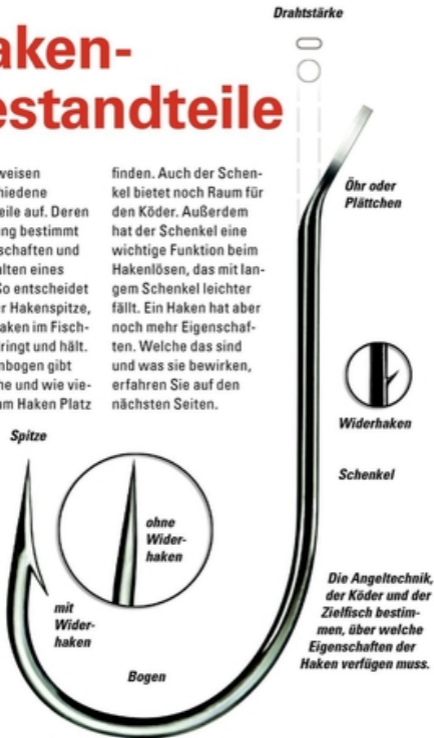 Drahtstärke
aken-
estandteile
weisen
hiedene
eile auf. Deren
ng bestimmt
schaften und
alten eines
So entscheidet
r Hakenspitze,
aken im Fisch-
ringt und hält.
nbogen gibt
he und wie vie-
am Haken Platz
finden. Auch der Schen-
kel bietet noch Raum für
den Köder. Außerdem
hat der Schenkel eine
wichtige Funktion beim
Hakenlösen, das mit lan-
gem Schenkel leichter
fällt. Ein Haken hat aber
noch mehr Eigenschaf-
ten. Welche das sind
und was sie bewirken,
erfahren Sie auf den
nächsten Seiten.
Öhr oder
Plättchen
Widerhaken
Schenkel
Spitze
ohne
Wider-
haken
mit
Wider-
haken
Bogen
Die Angeltechnik,
der Köder und der
Zielfisch bestim-
men, über welche
Eigenschaften der
Haken verfügen muss.